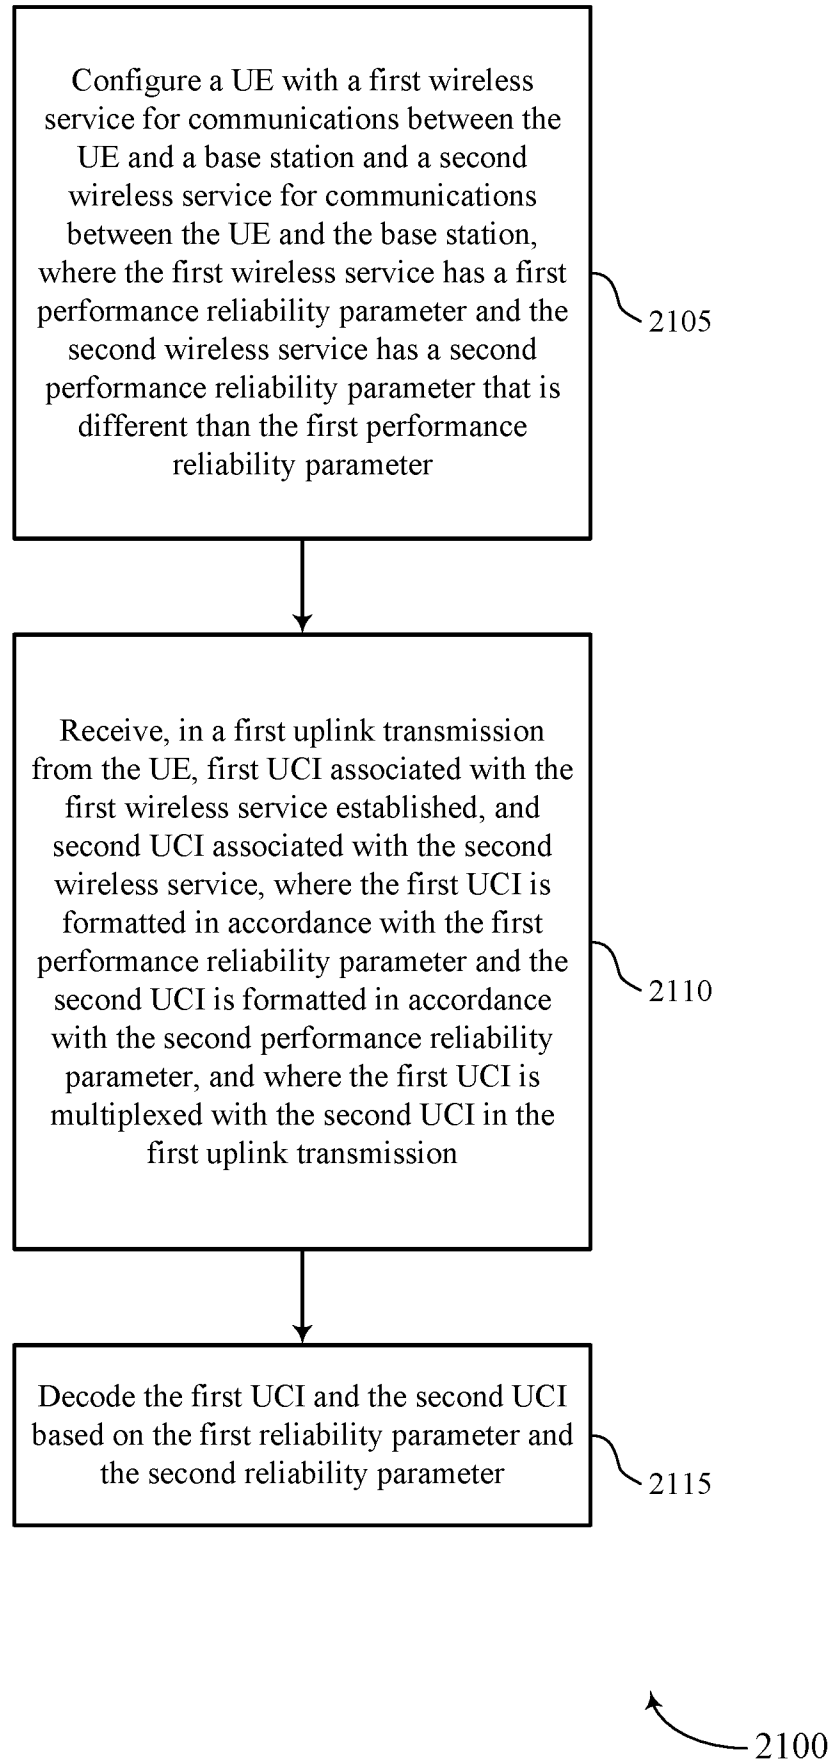 Configure a UE with a first wireless
service for communications between the
UE and a base station and a second
wireless service for communications
between the UE and the base station,
where the first wireless service has a first
performance reliability parameter and the
second wireless service has a second
performance reliability parameter that is
different than the first performance
reliability parameter
2105
Receive, in a first uplink transmission
from the UE, first UCI associated with the
first wireless service established, and
second UCI associated with the second
wireless service, where the first UCI is
formatted in accordance with the first
performance reliability parameter and the
second UCI is formatted in accordance
with the second performance reliability
parameter, and where the first UCI is
multiplexed with the second UCI in the
first uplink transmission
2110
Decode the first UCI and the second UCI
based on the first reliability parameter and
the second reliability parameter
2115
2100